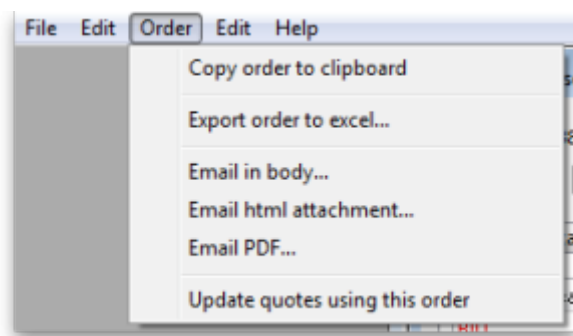 File Edit Order Edit Help
Copy order to clipboard
Export order to excel...
Email in body...
Email html attachment...
Email PDF...
Update quotes using this order